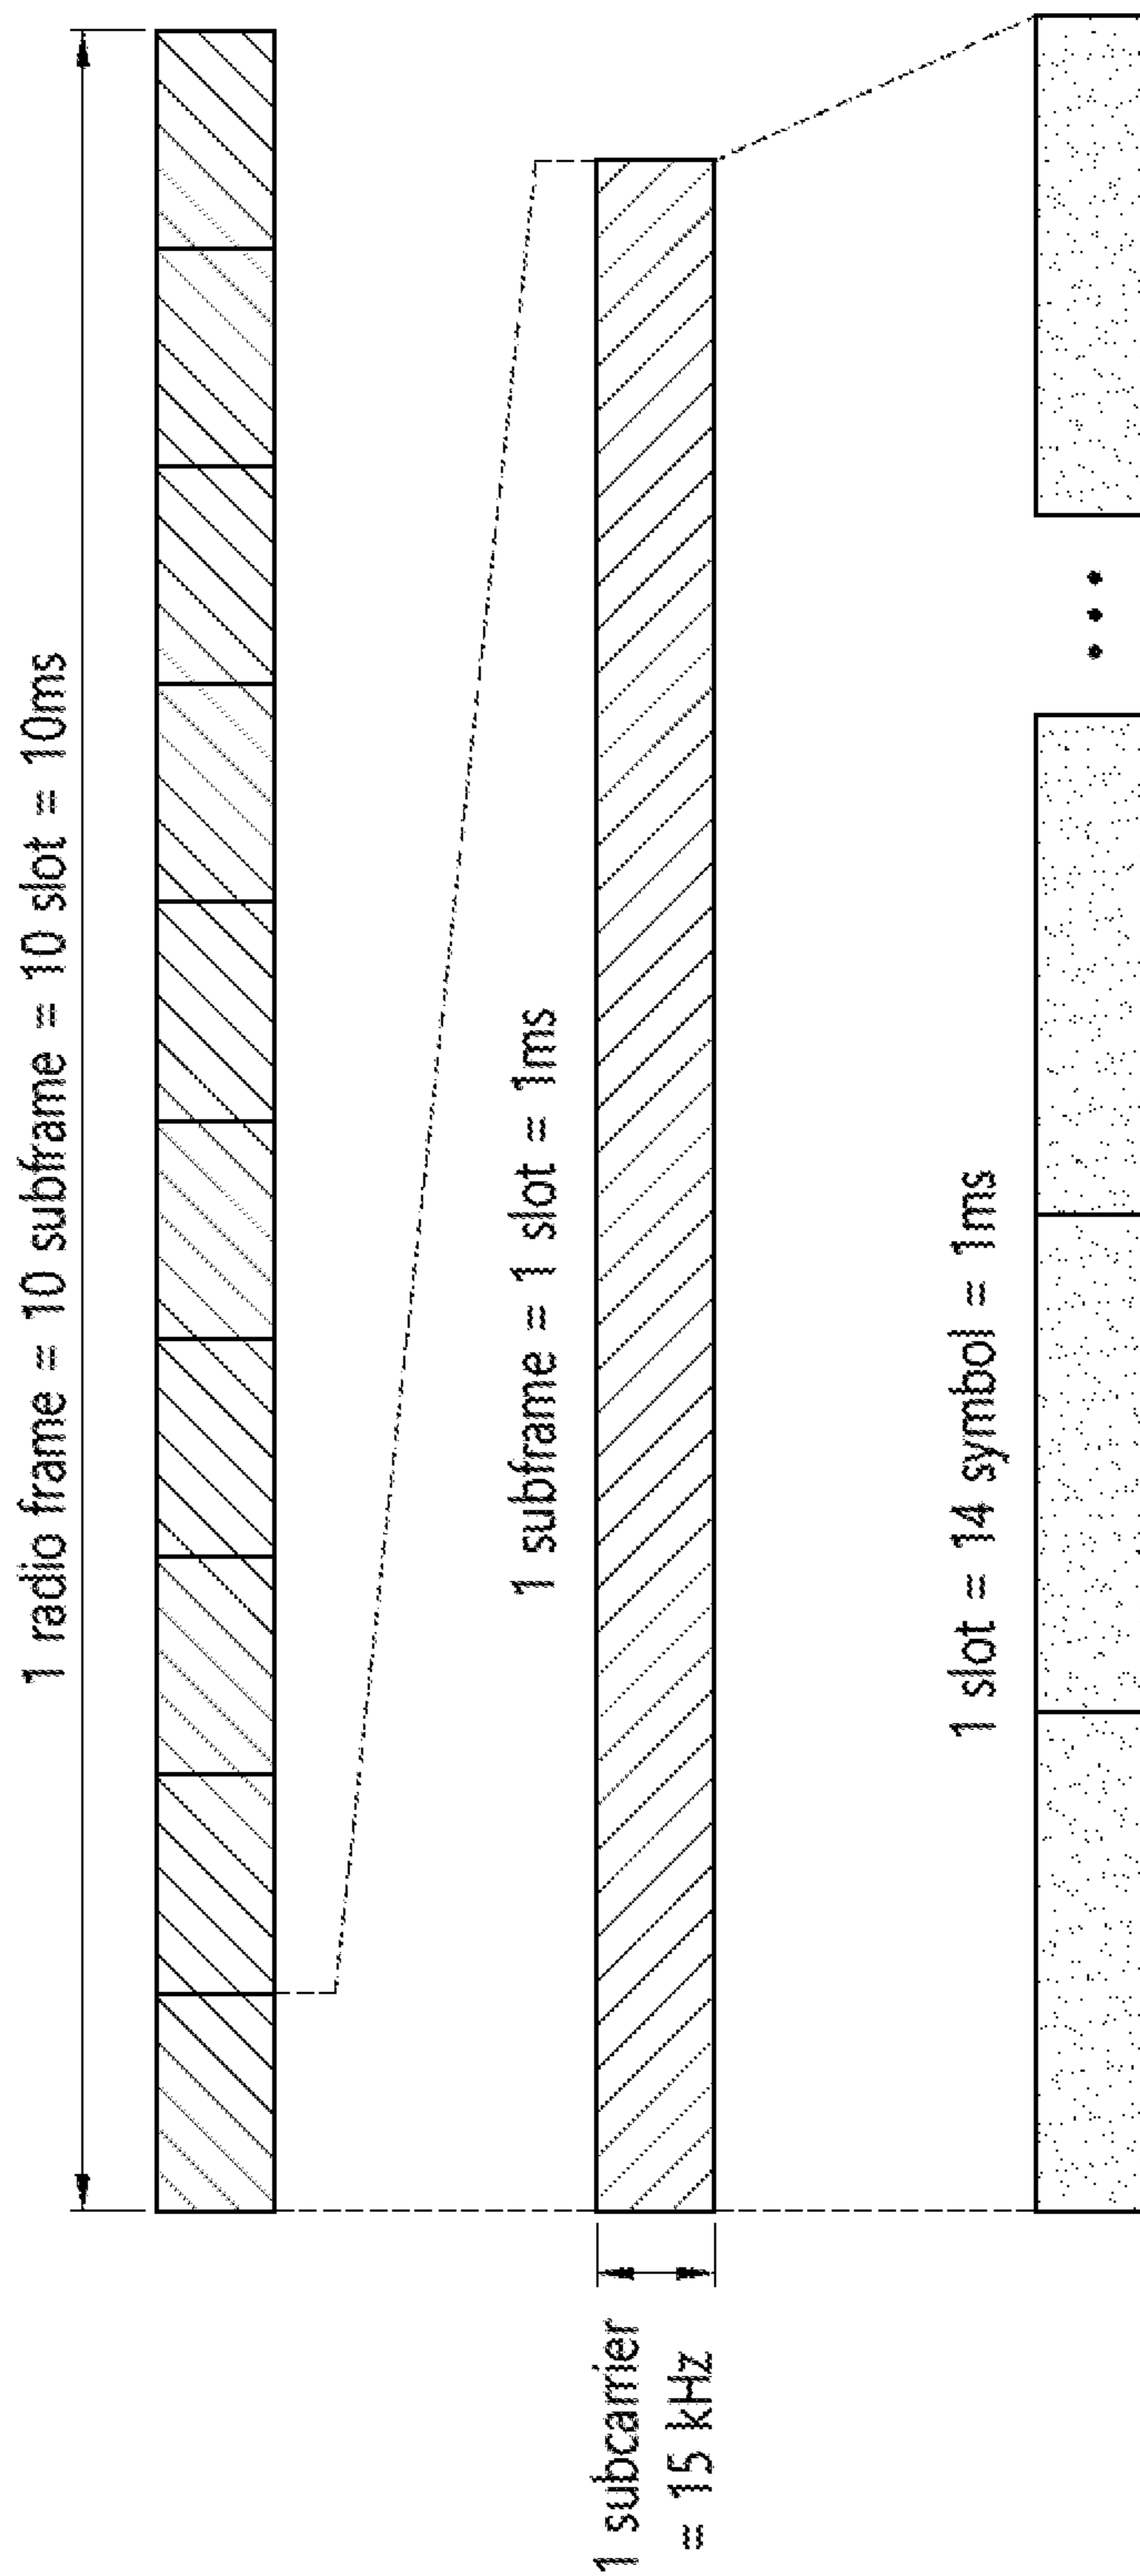 1 radio frame = 10 subframe = 10 slot = 10ms
1 subframe = 1 slot = 1ms
1 subcarrier
= 15 kHz
1 slot = 14 symbol = 1ms